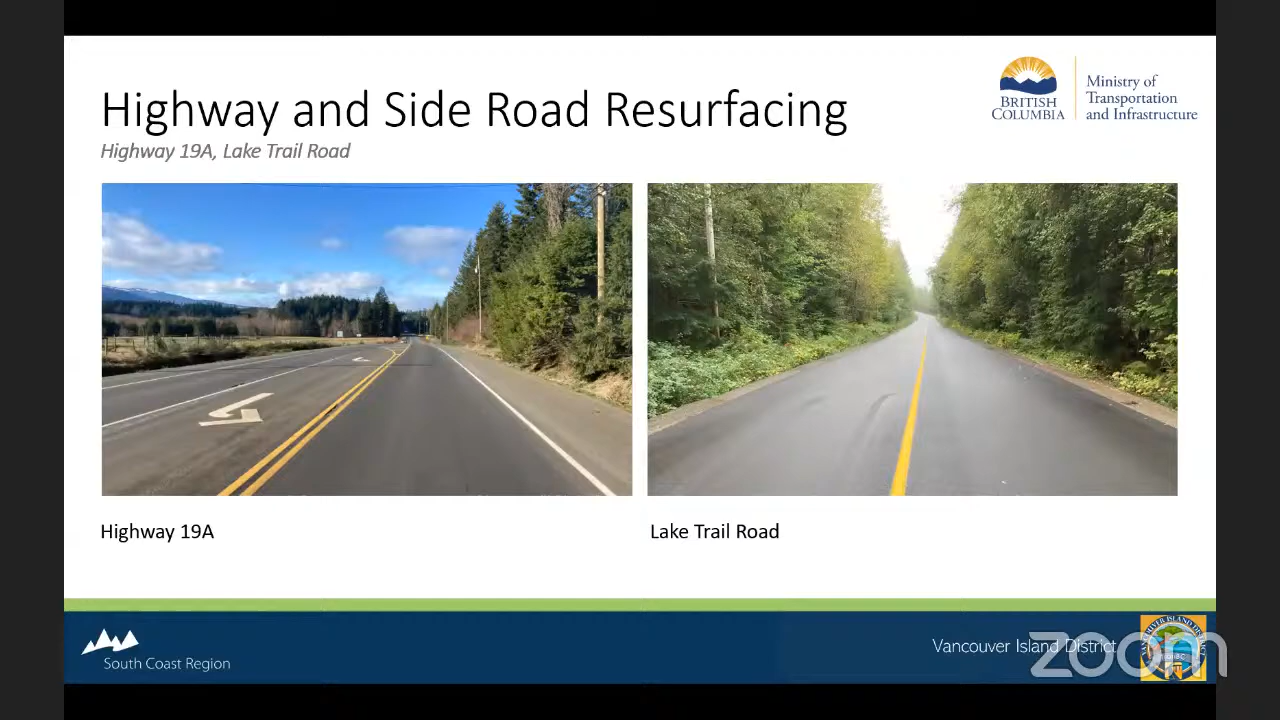 Highway and Side Road Resurfacing
Highway 19A, Lake Trail Road
BRITISH
COLUMBIA
Ministry of
Transportation
and Infrastructure
Highway 19A
Lake Trail Road
South Coast Region
Vancouver Island District
zoom